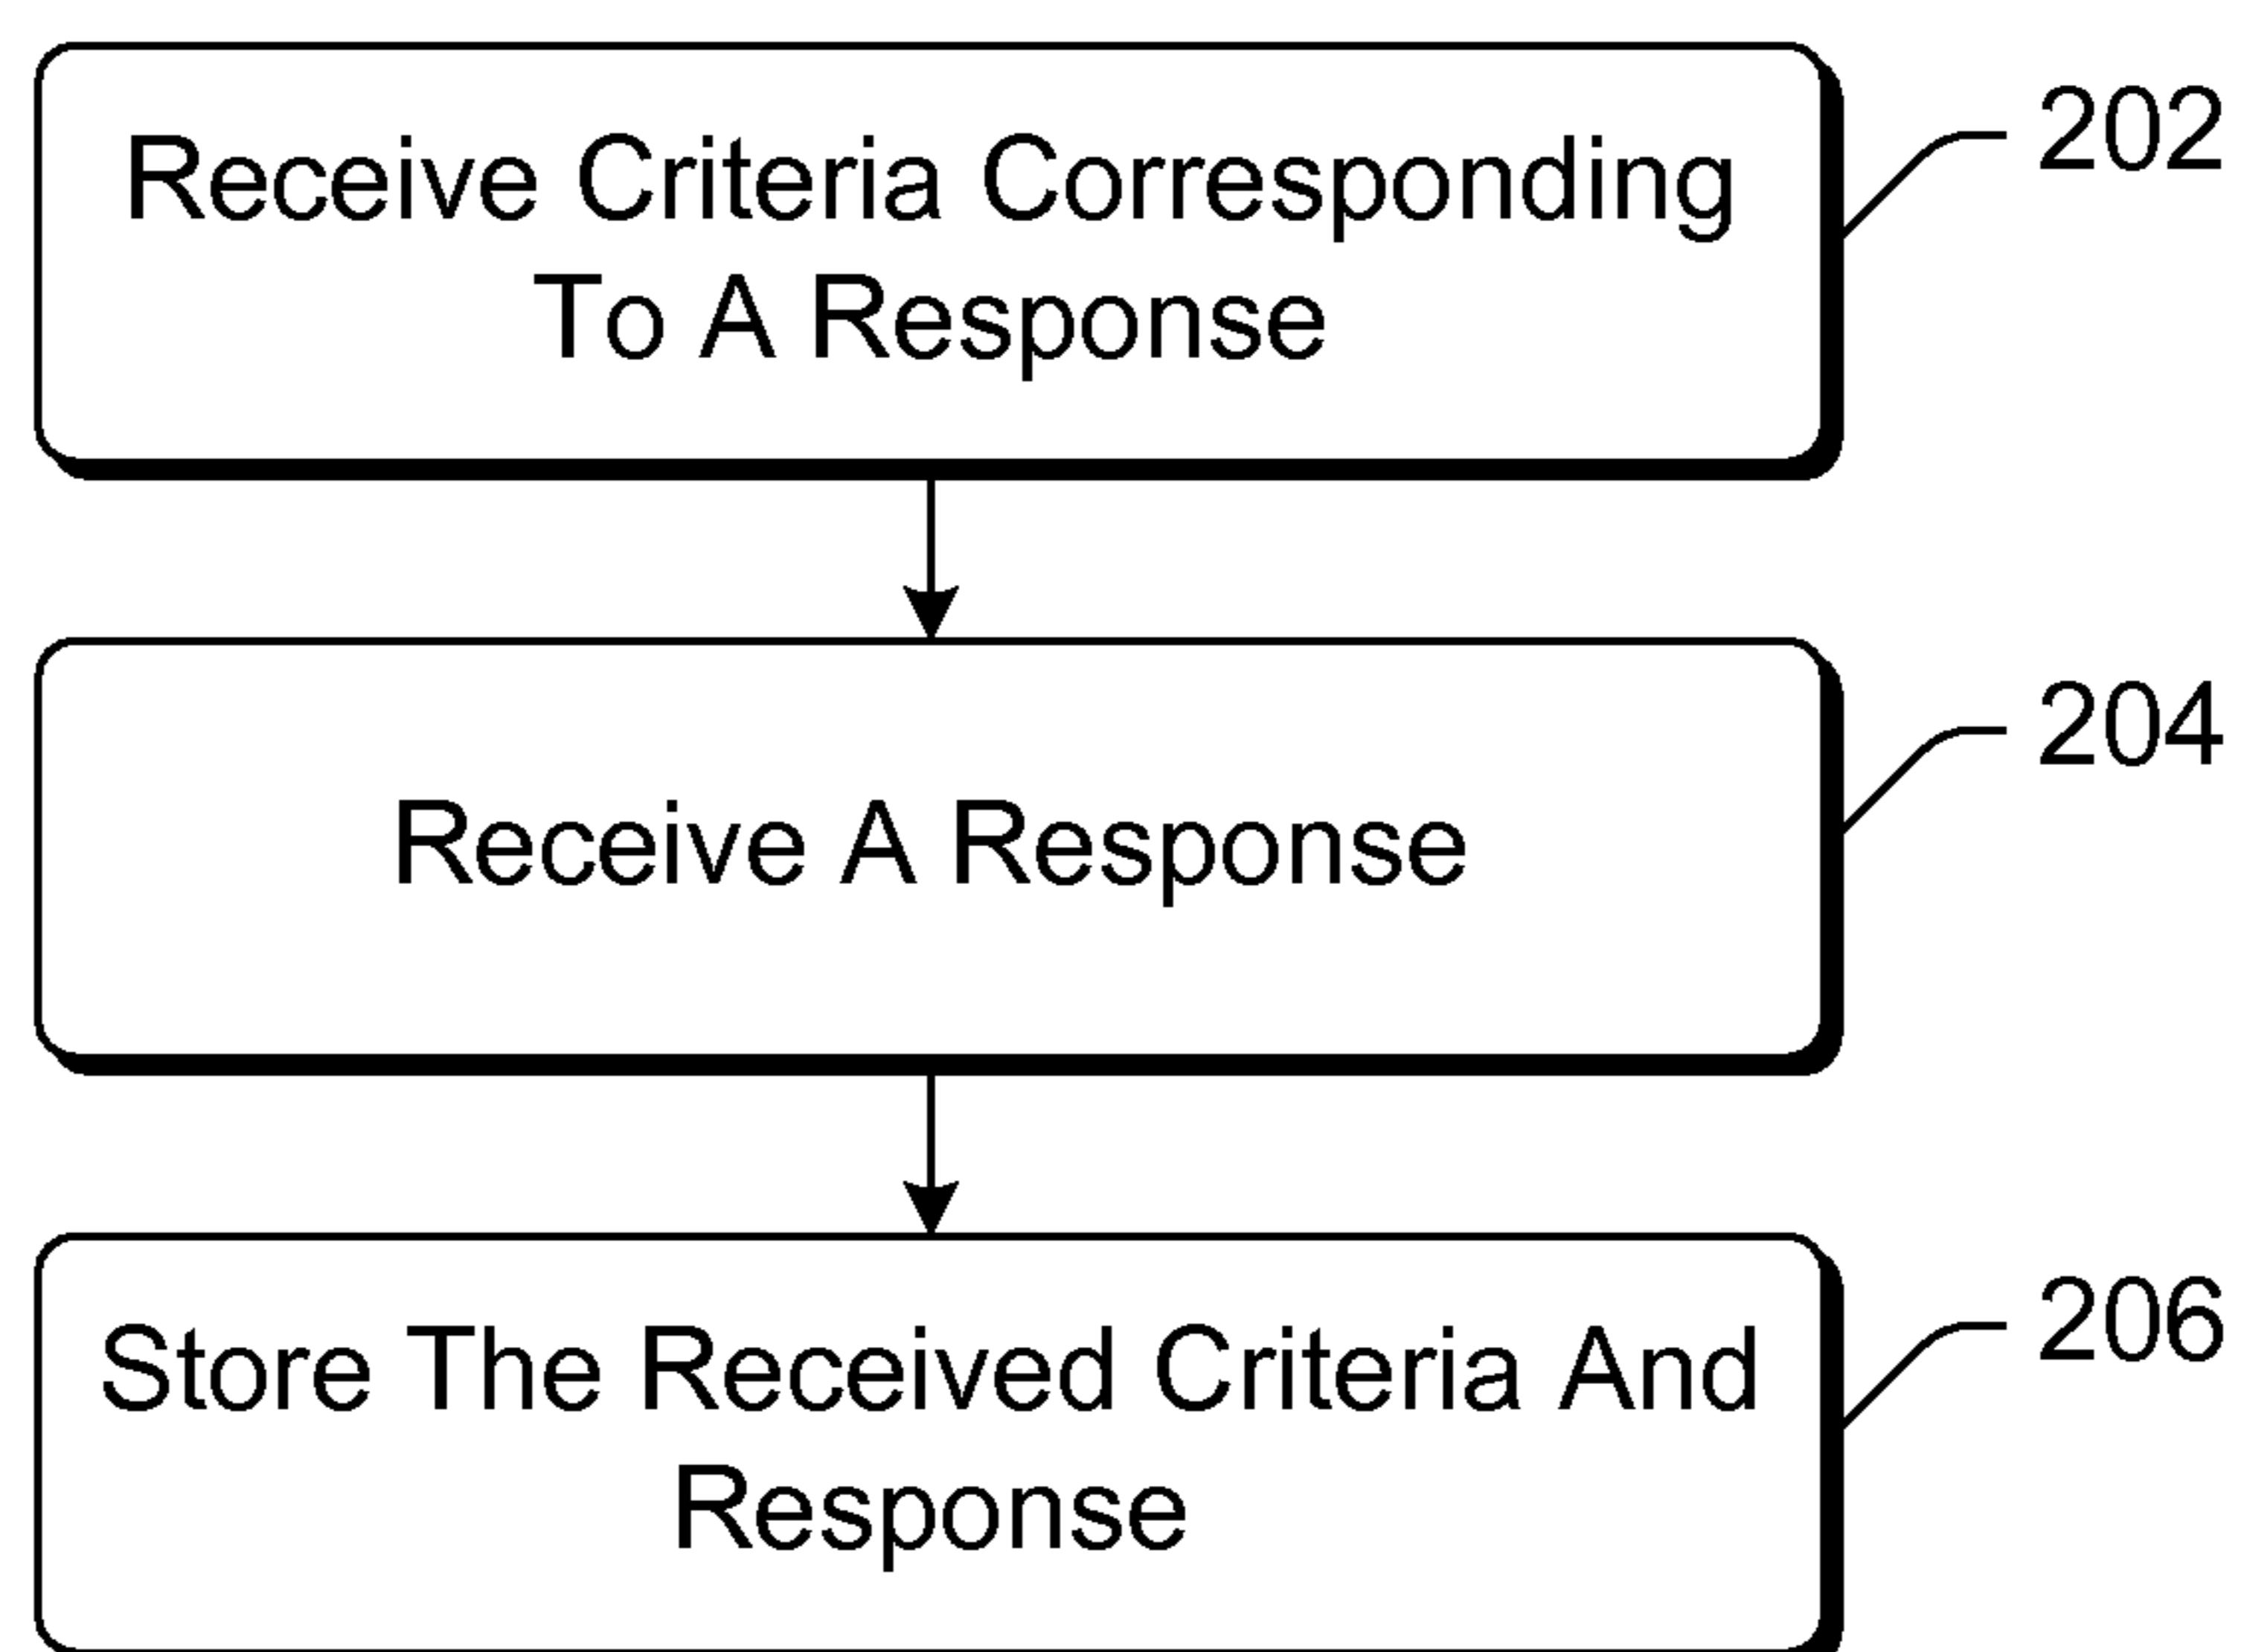 Receive Criteria Corresponding
To A Response
202
Receive A Response
204
Store The Received Criteria And
Response
206